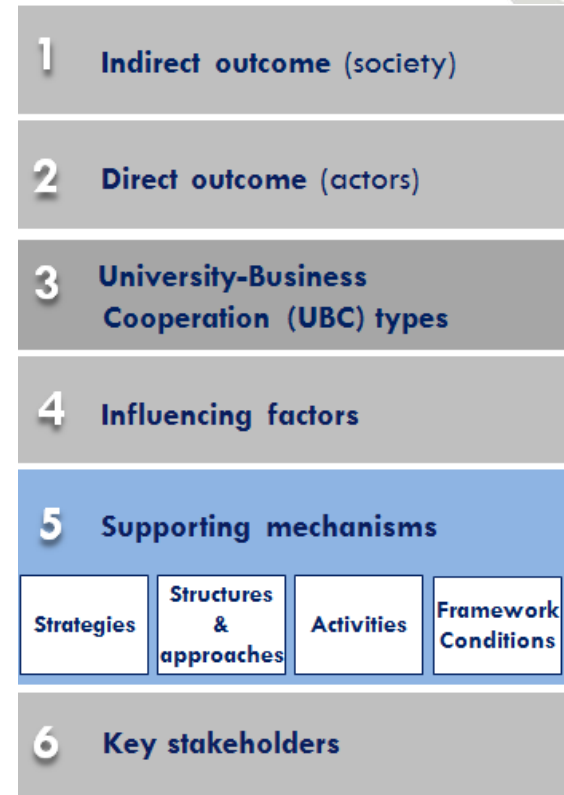 1 Indirect outcome (society)
2 Direct outcome (actors)
3 University-Business
Cooperation (UBC) types
4 Influencing factors
5 Supporting mechanisms
Strategies
Structures
&
approaches
Activities
Framework
Conditions
6 Key stakeholders